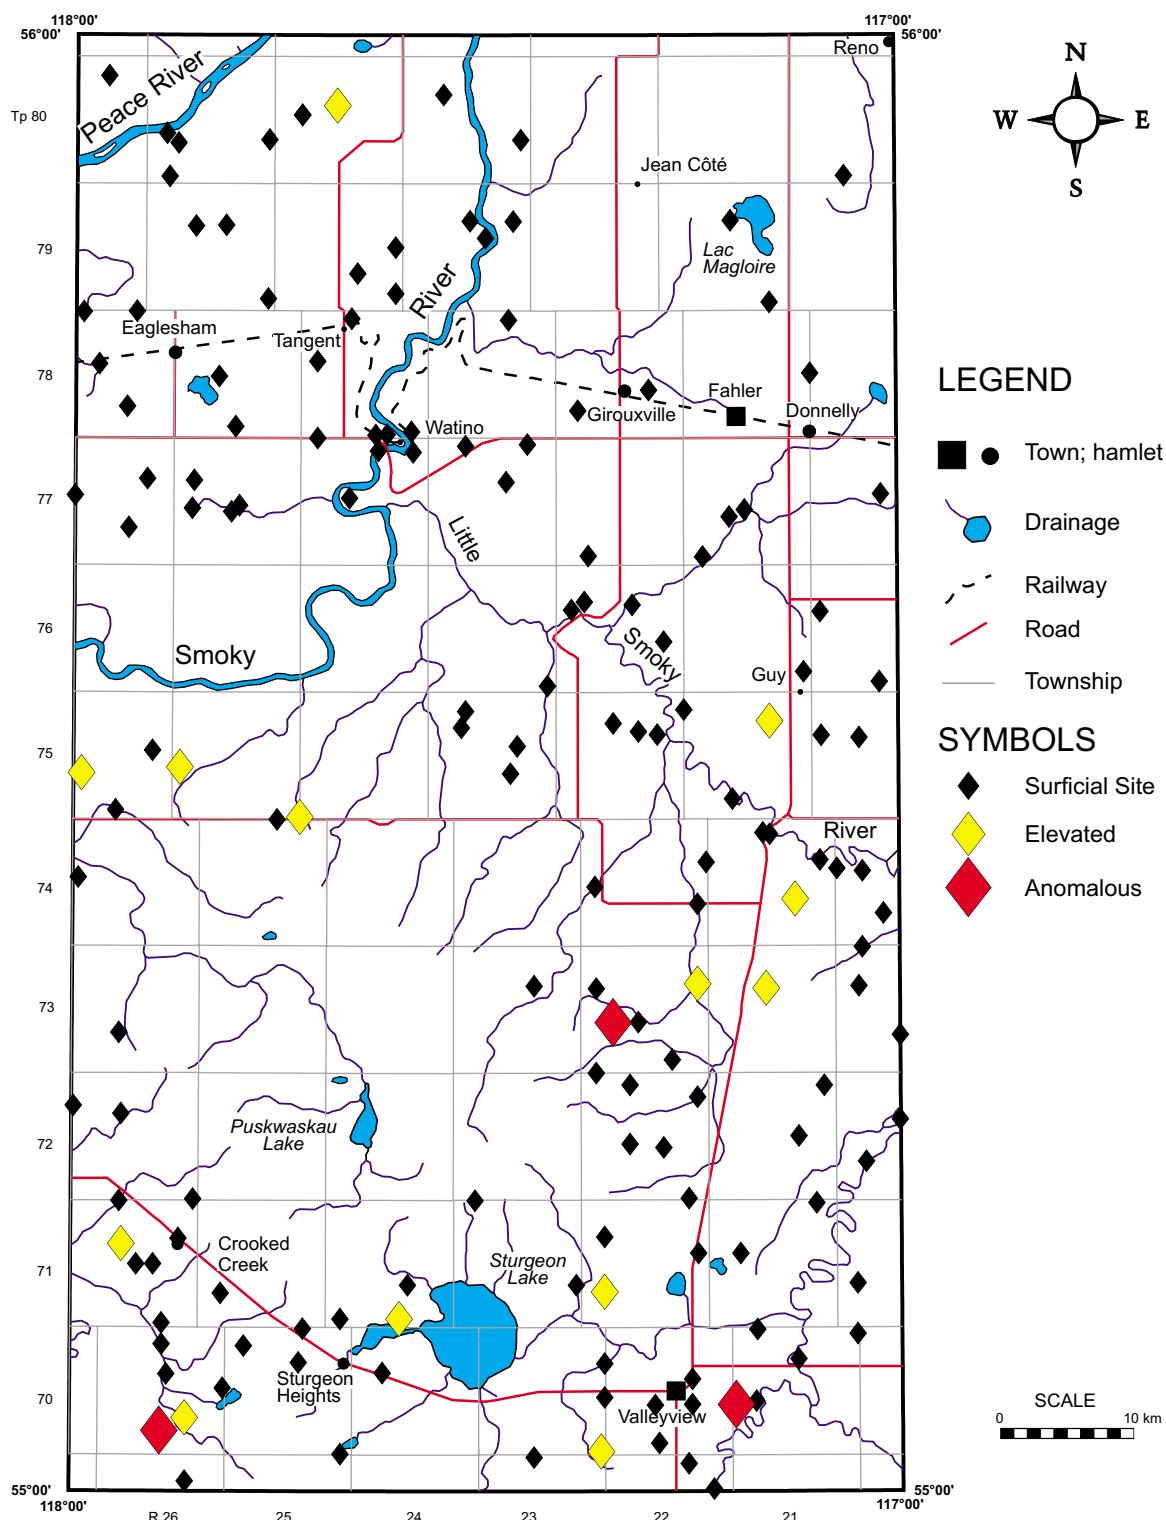 118°00'
117°00'
56°00'
56°00'
Reno
N
W
E
S
Peace River
Tp 80
Jean Côté
79
Lac
Magloire
River
Eaglesham
Tangent
78
Fahler
Girouxville
Donnelly
Watino
LEGEND
Town; hamlet
77
Little
Drainage
Railway
76
Smoky
Smoky
Road
Guy
Township
75
SYMBOLS
Surficial Site
River
Elevated
74
Anomalous
73
72
Puskwaskau
Lake
Crooked
Creek
Sturgeon
Lake
71
Sturgeon
Heights
70
Valleyview
SCALE
0
10 km
55°00'
55°00'
118°00'
117°00'
R 26
25
24
23
22
21